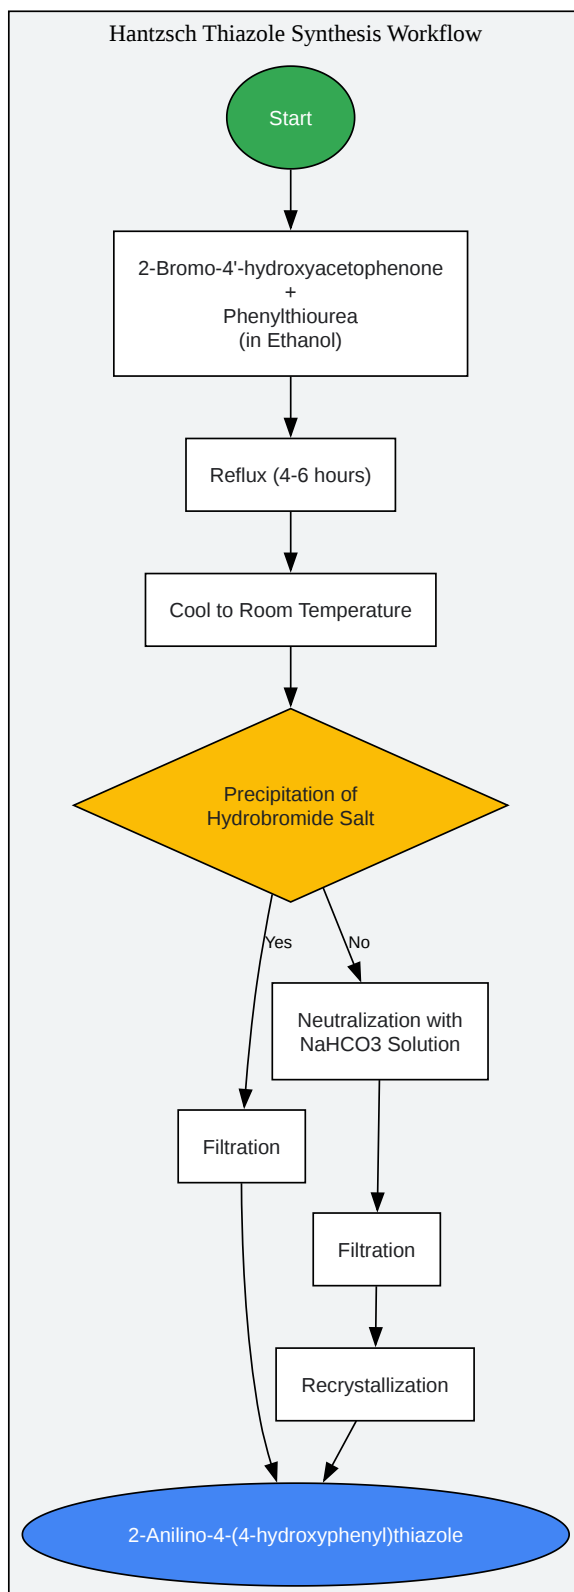 Hantzsch Thiazole Synthesis Workflow
Start
2-Bromo-4'-hydroxyacetophenone
+
Phenylthiourea
(in Ethanol)
Reflux (4-6 hours)
Cool to Room Temperature
Precipitation of
Hydrobromide Salt
Yes
No
Neutralization with
NaHCO3 Solution
Filtration
Filtration
Recrystallization
2-Anilino-4-(4-hydroxyphenyl)thiazole